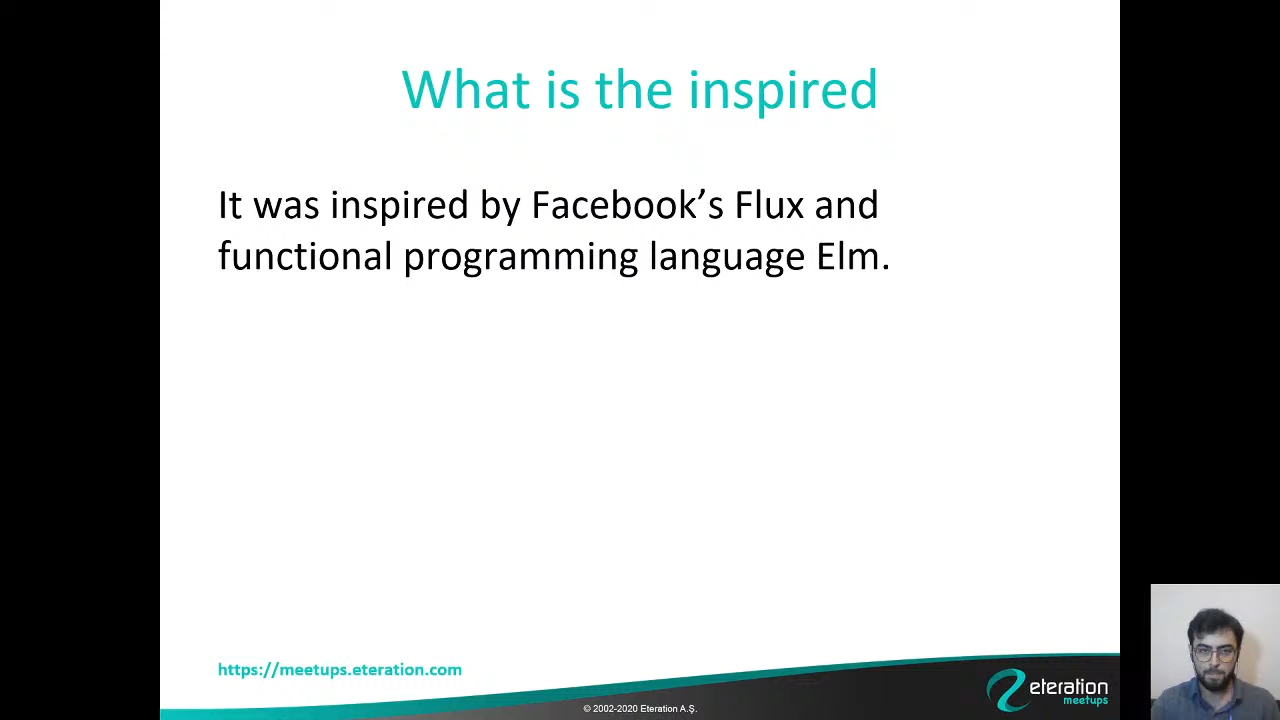 What is the inspired
It was inspired by Facebook’s Flux and
functional programming language Elm.
https://meetups.eteration.com
eteration
meetups
© 2002-2020 Eteration A.Ş.